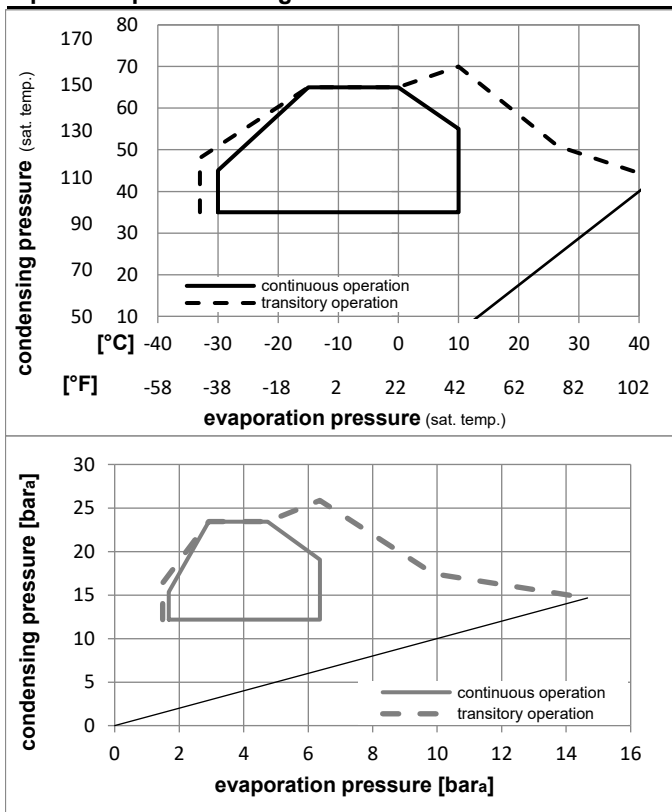 80
170
70
150
60
130
50
110
40
90
30
70
20
50
10
condensing pressure (sat. temp.)
continuous operation
transitory operation
[°C] -40 -30 -20 -10 0 10 20 30 40
[°F] -58 -38 -18 2 22 42 62 82 102
evaporation pressure (sat. temp.)
30
25
20
15
10
5
0
condensing pressure [bara]
continuous operation
transitory operation
0 2 4 6 8 10 12 14 16
evaporation pressure [bara]